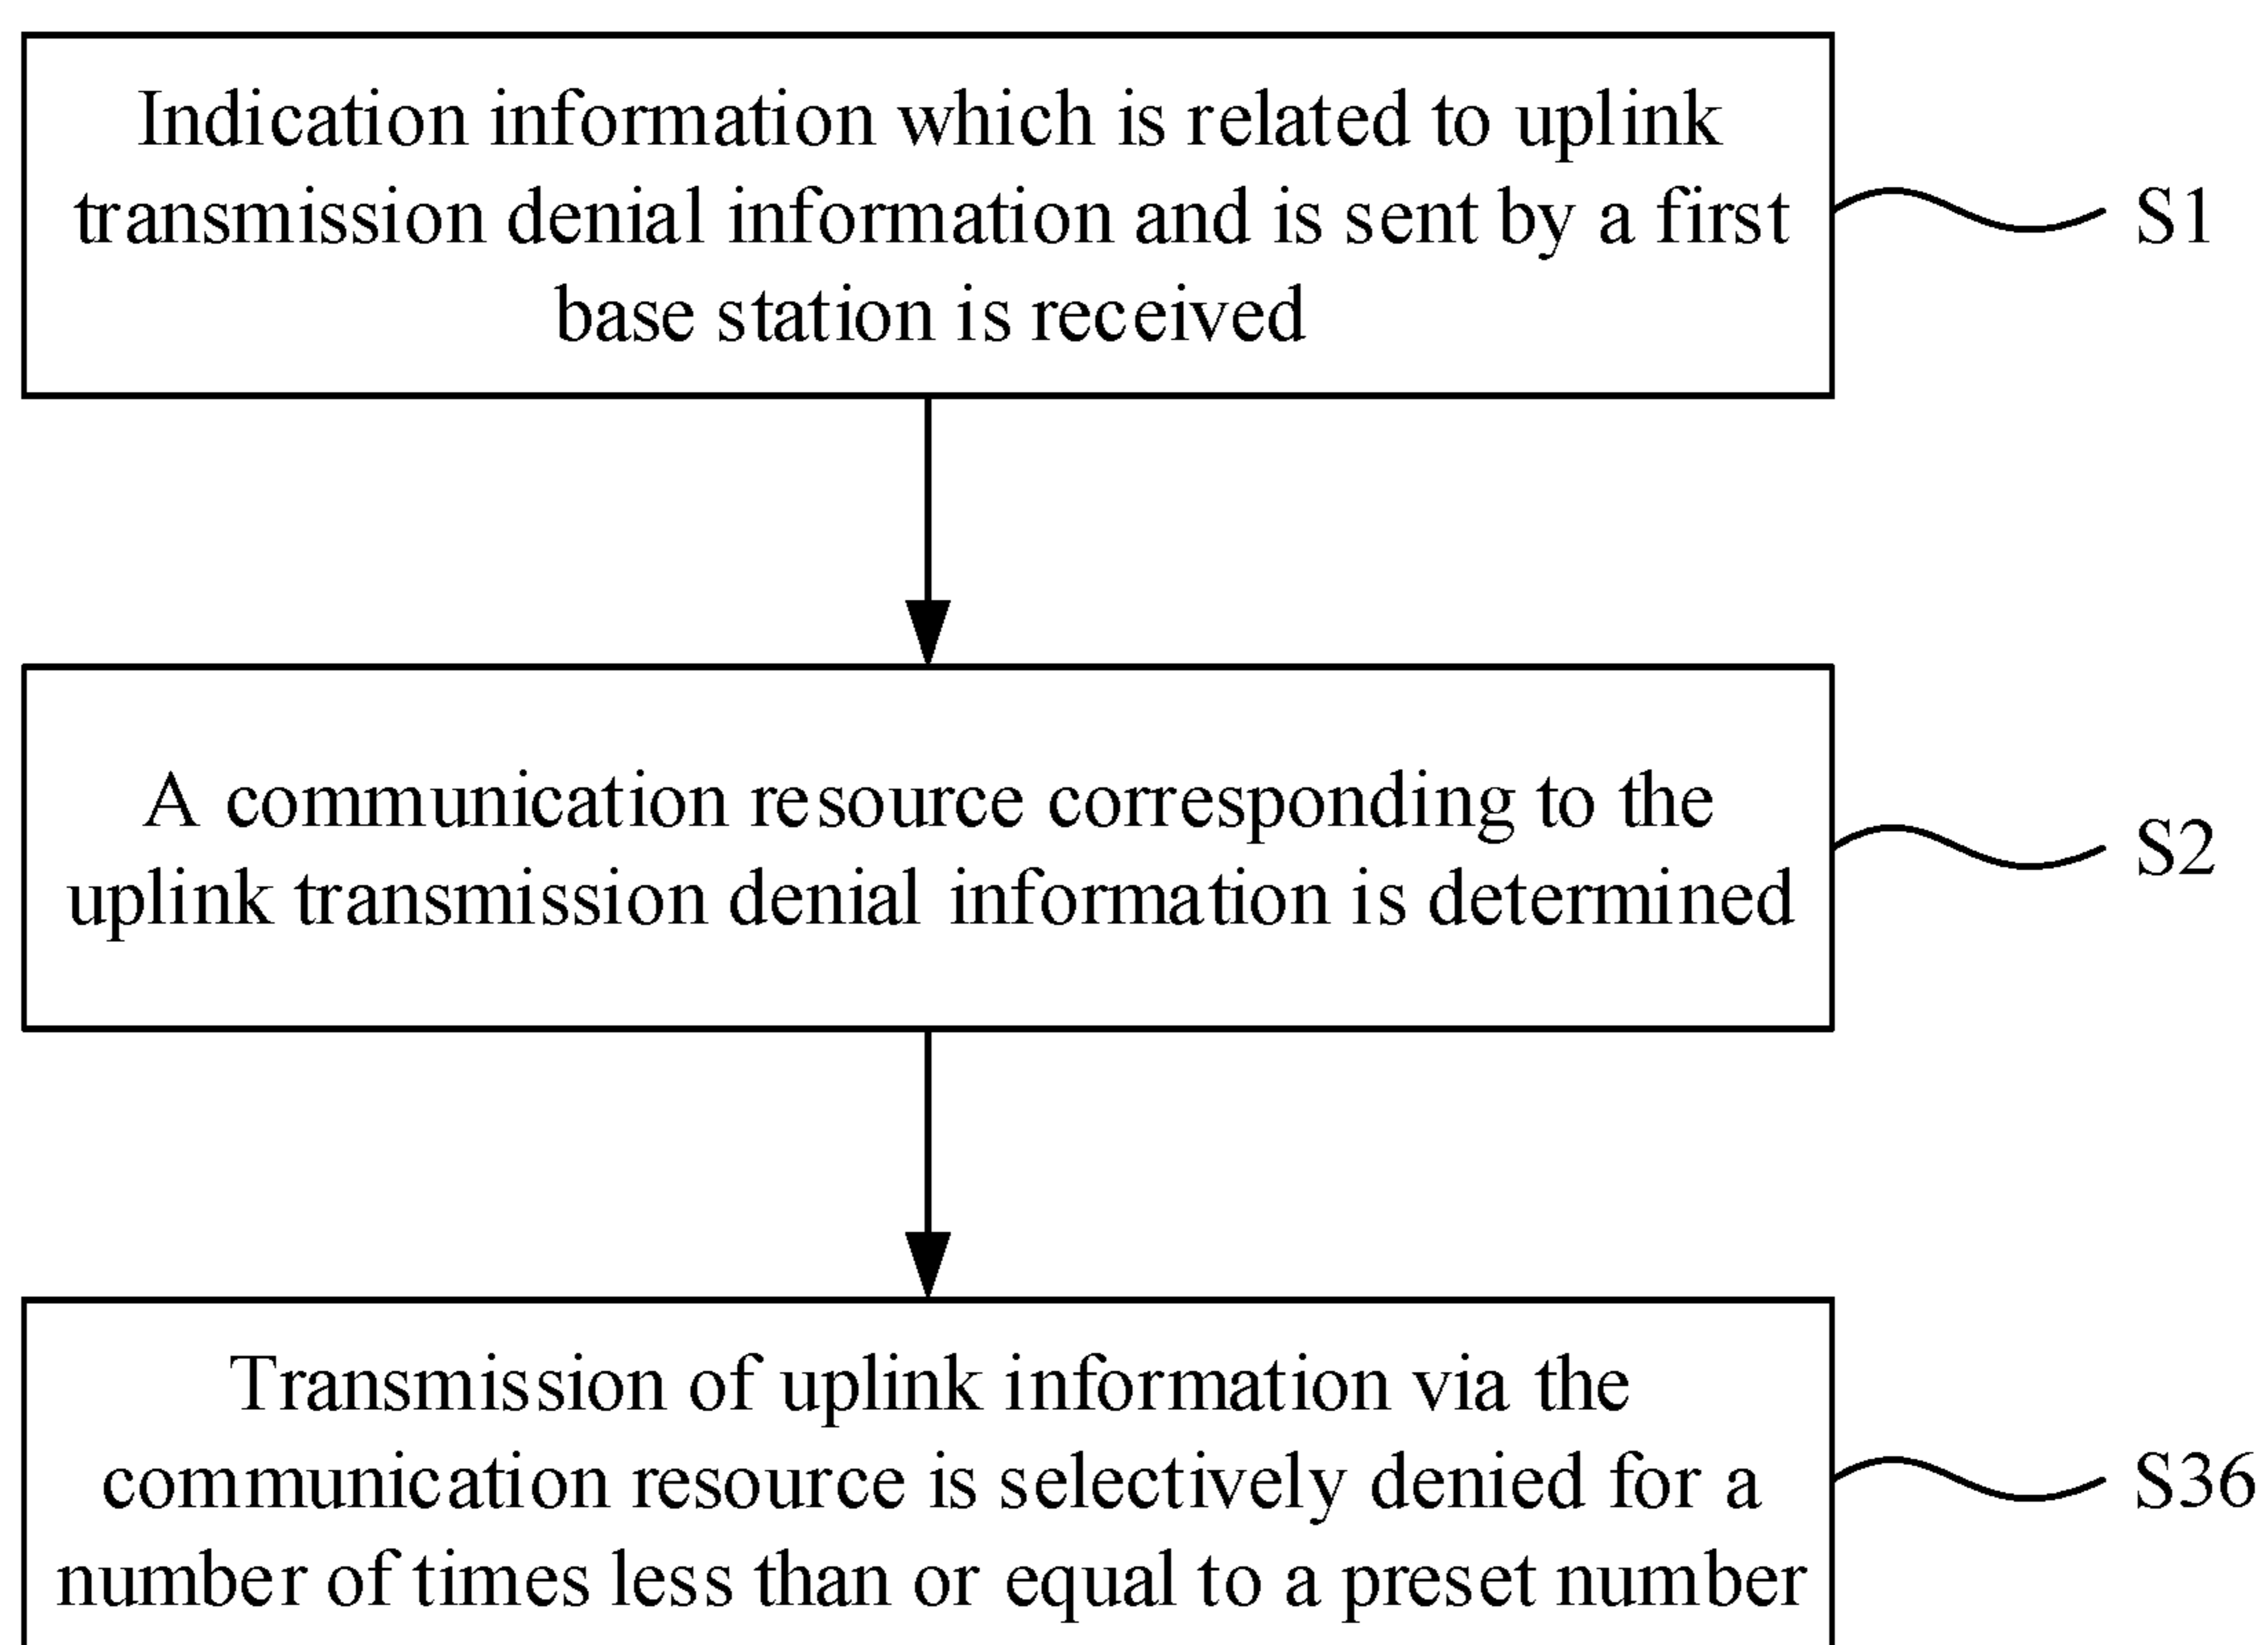 Indication information which is related to uplink
transmission denial information and is sent by a first
base station is received
S1
A communication resource corresponding to the
uplink transmission denial information is determined
S2
Transmission of uplink information via the
communication resource is selectively denied for a
number of times less than or equal to a preset number
S36